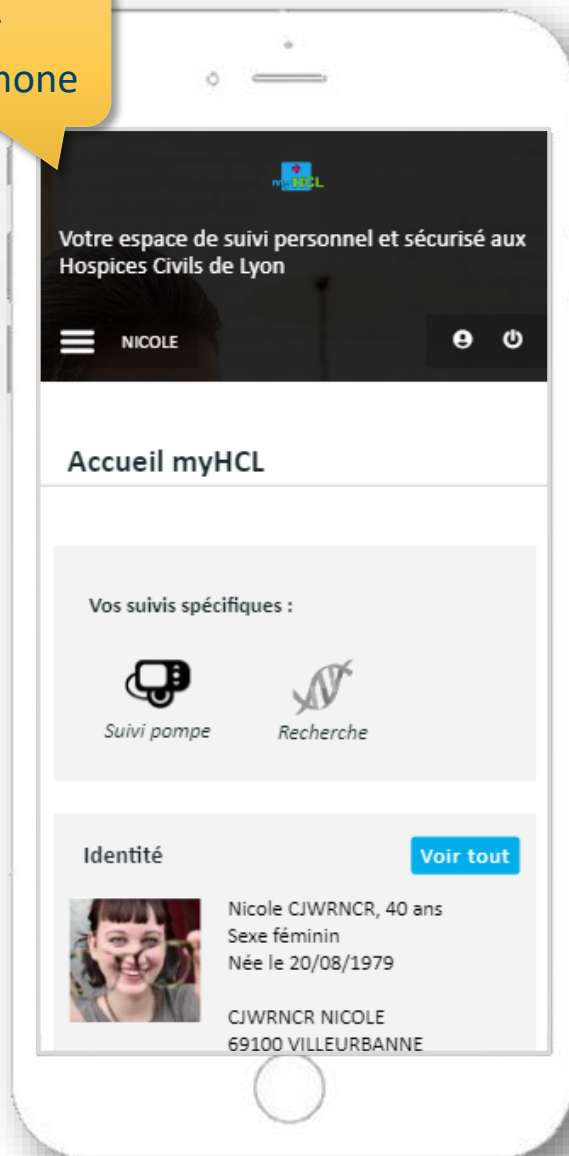 myHCL
Votre espace de suivi personnel et sécurisé aux
Hospices Civils de Lyon
NICOLE
Accueil myHCL
Vos suivis spécifiques :
Suivi pompe
Recherche
Identité
Voir tout
Nicole CJWRNCR, 40 ans
Sexe féminin
Née le 20/08/1979
CJWRNCR NICOLE
69100 VILLEURBANNE